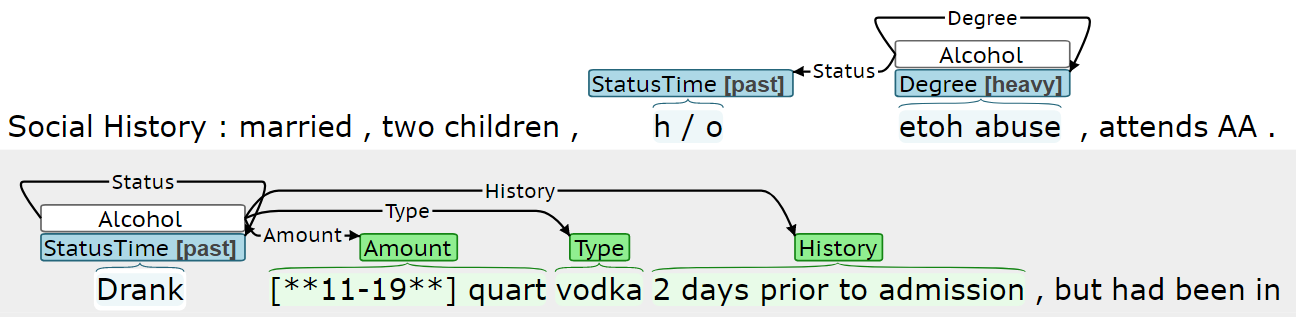 Degree
Alcohol
Status
StatusTime [past]
Degree [heavy]
Social History : married , two children , h / o etoh abuse , attends AA .
Status
History
Alcohol
Type
StatusTime [past]
Amount
Amount
Type
History
Drank [**11-19**] quart vodka 2 days prior to admission , but had been in